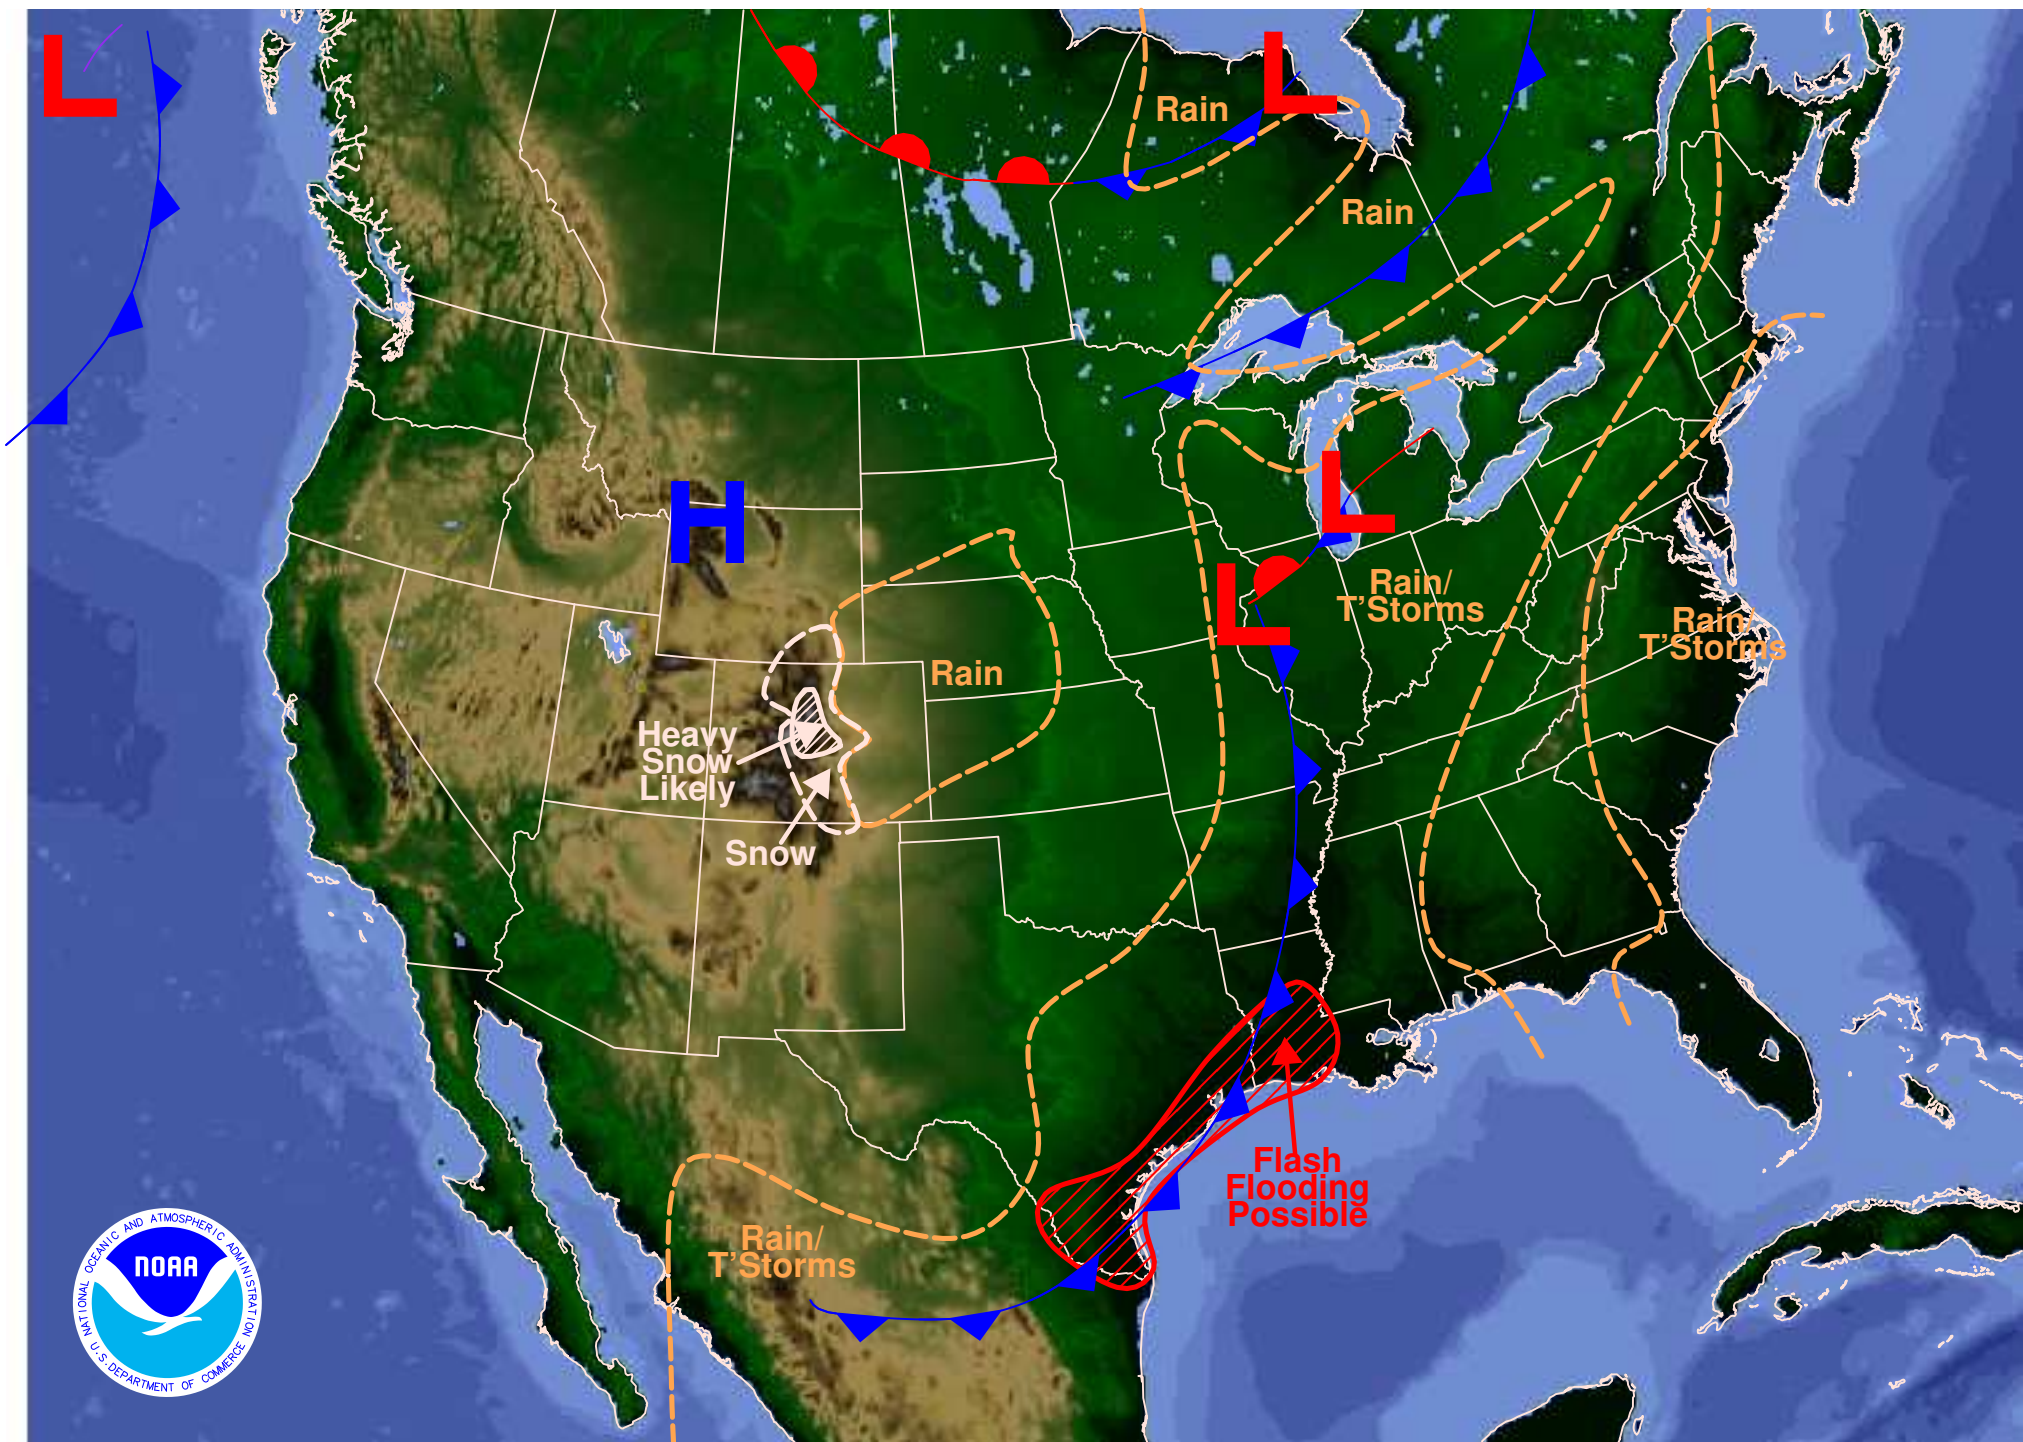 L
L
Rain
Rain
L
H
L
Rain/
T'Storms
Rain/
T'Storms
Rain
Heavy
Snow
Likely
Snow
Flash
Flooding
Possible
Rain/
T'Storms
NATIONAL OCEANIC AND ATMOSPHERIC ADMINISTRATION
NOAA
U.S. DEPARTMENT OF COMMERCE